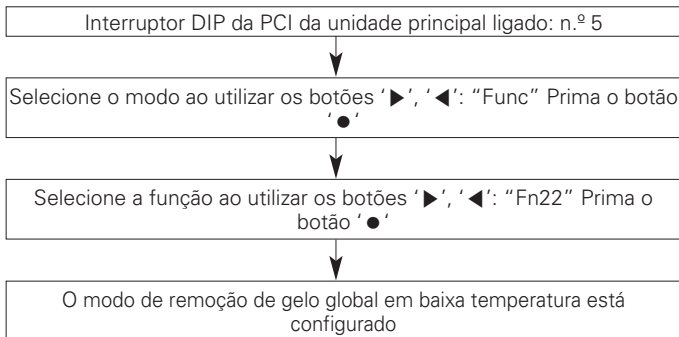 Interruptor DIP da PCI da unidade principal ligado: n.º 5
Selecione o modo ao utilizar os botões ‘▶’, ‘◀’: “Func” Prima o botão
‘●‘
Selecione a função ao utilizar os botões ‘▶’, ‘◀’: “Fn22” Prima o
botão ‘●‘
O modo de remoção de gelo global em baixa temperatura está
configurado